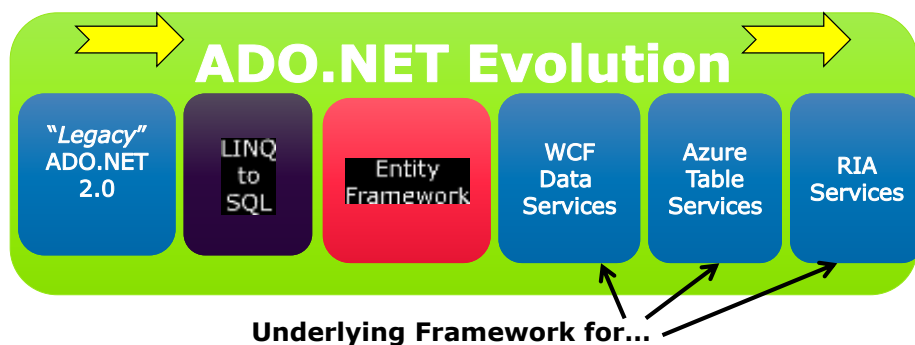 ADO.NET Evolution
“Legacy”
ADO.NET
2.0
LINQ
to
SQL
Entity
Framework
WCF
Data
Services
Azure
Table
Services
RIA
Services
Underlying Framework for…